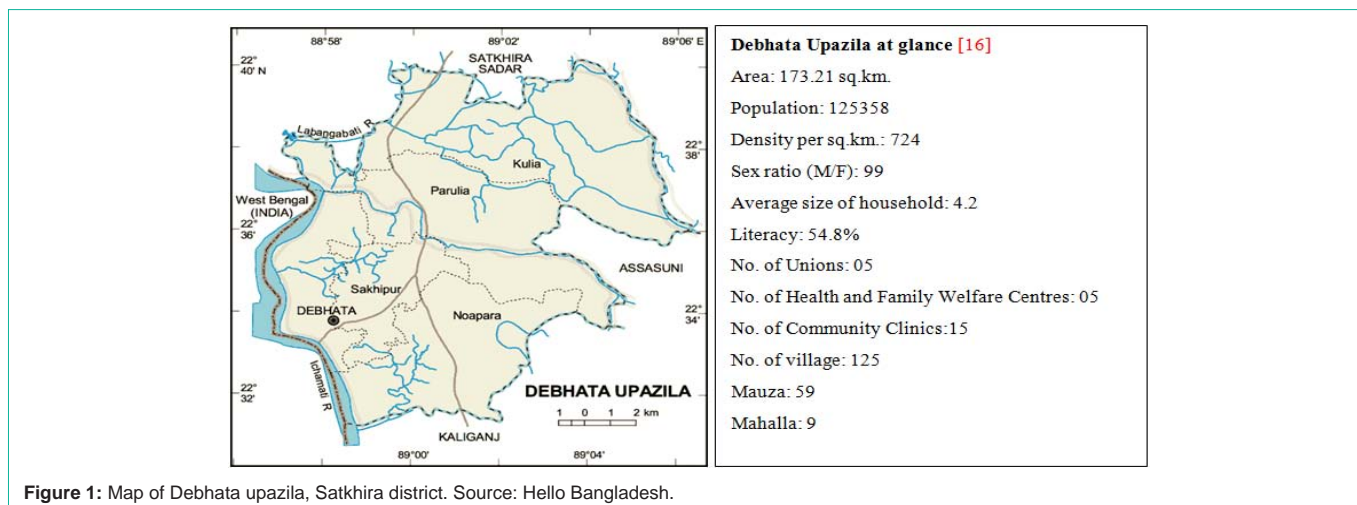 88°58'
89°02'
89°06' E
SATKHIRA
SADAR
22°
40' N
Labangabati R
22°
38'
Kulia
Parulia
West Bengal
(INDIA)
22°
36'
ASSASUNI
Sakhipur
DEBHATA
Noapara
22°
34'
Ichamati R
22°
32'
DEBHATA UPAZILA
1 0 1 2 km
KALIGANJ
89°00'
89°04'
Debhata Upazila at glance [16]
Area: 173.21 sq.km.
Population: 125358
Density per sq.km.: 724
Sex ratio (M/F): 99
Average size of household: 4.2
Literacy: 54.8%
No. of Unions: 05
No. of Health and Family Welfare Centres: 05
No. of Community Clinics:15
No. of village: 125
Mauza: 59
Mahalla: 9
Figure 1: Map of Debhata upazila, Satkhira district. Source: Hello Bangladesh.